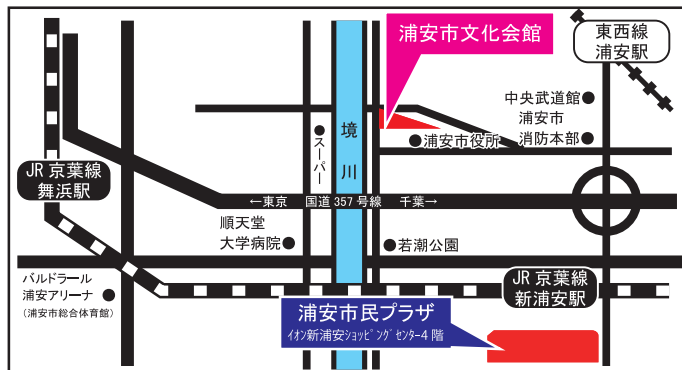 浦安市文化会館
東西線
浦安駅
中央武道館
浦安市
消防本部
浦安市役所
境川
スーパー
JR 京葉線
舞浜駅
←東京 国道 357 号線 千葉→
順天堂
大学病院
若潮公園
バルドラール
浦安アリーナ
(浦安市総合体育館)
JR 京葉線
新浦安駅
浦安市民プラザ
ｲｵﾝ新浦安ｼｮｯﾋﾟﾝｸﾞｾﾝﾀｰ4 階